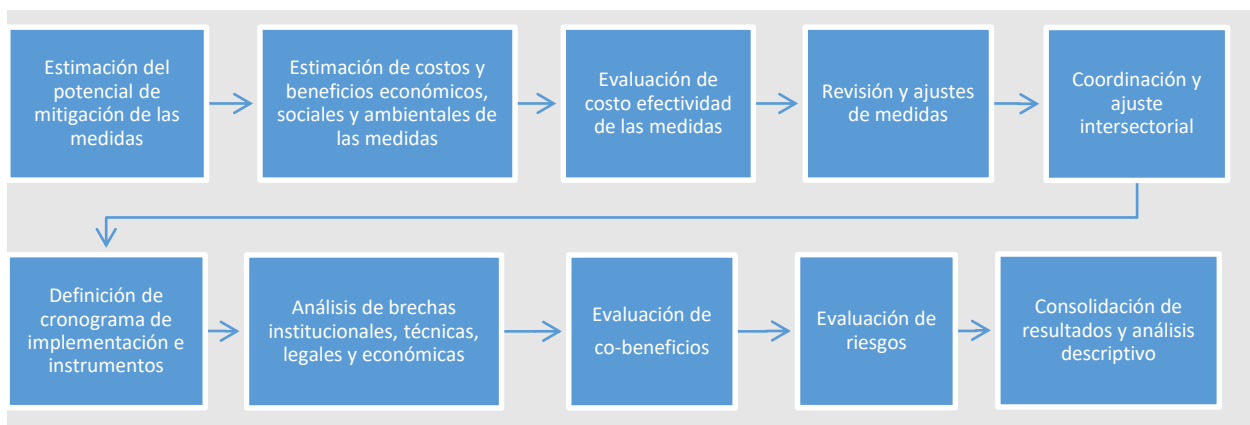 Estimación del
potencial de
mitigación de las
medidas
Estimación de costos y
beneficios económicos,
sociales y ambientales de
las medidas
Evaluación de
costo efectividad
de las medidas
Revisión y ajustes
de medidas
Coordinación y
ajuste
intersectorial
Definición de
cronograma de
implementación e
instrumentos
Análisis de brechas
institucionales, técnicas,
legales y económicas
Evaluación de
co-beneficios
Evaluación de
riesgos
Consolidación de
resultados y análisis
descriptivo